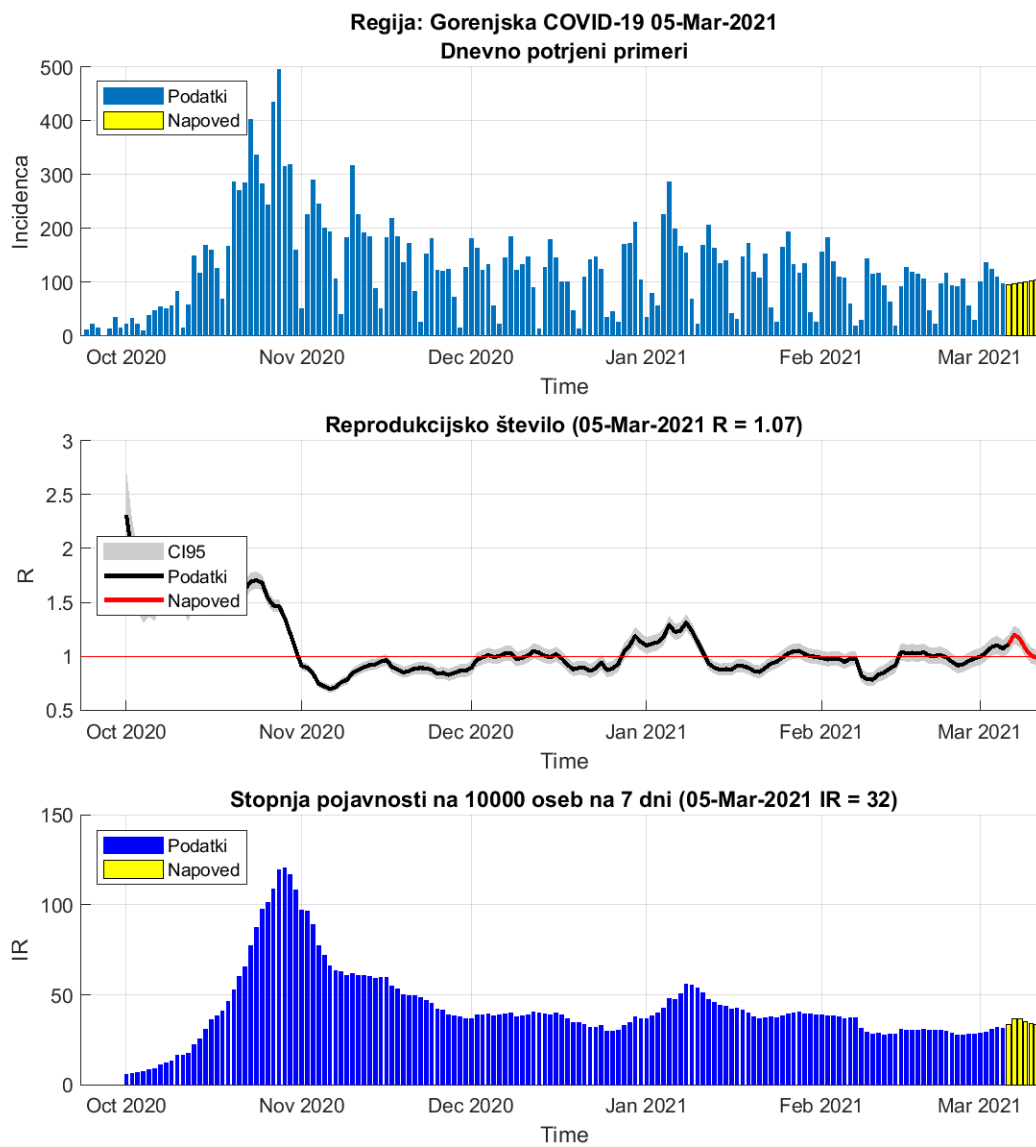 Regija: Gorenjska COVID-19 05-Mar-2021
Dnevno potrjeni primeri
500
400
300
200
100
0
Incidenca
Podatki
Napoved
Oct 2020 Nov 2020 Dec 2020 Jan 2021 Feb 2021 Mar 2021
Time
Reprodukcijsko število (05-Mar-2021 R = 1.07)
3
2.5
2
1.5
1
0.5
R
CI95
Podatki
Napoved
Oct 2020 Nov 2020 Dec 2020 Jan 2021 Feb 2021 Mar 2021
Time
Stopnja pojavnosti na 10000 oseb na 7 dni (05-Mar-2021 IR = 32)
150
100
50
0
IR
Podatki
Napoved
Oct 2020 Nov 2020 Dec 2020 Jan 2021 Feb 2021 Mar 2021
Time